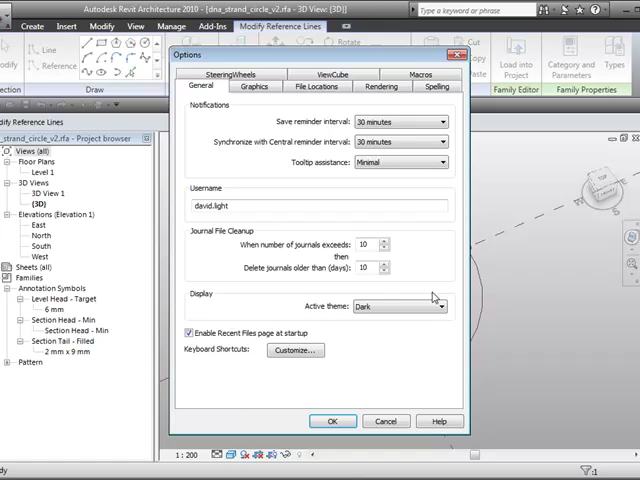 Autodesk Revit Architecture 2010 - dna_strand_circle_v2.rfa - 3D View: {3D}
Type a keyword or phrase
Insert
View
Manage
Add-Ins
Modify Reference Lines
Line
Reference
Rotate
Cut
Paste
Load into
Project
Category and
Parameters
Types
Family Editor
Family Properties
Modify Reference Lines
Options
SteeringWheels
ViewCube
Macros
General
Graphics
File Locations
Rendering
Spelling
Notifications
Save reminder interval:
30 minutes
Synchronize with Central reminder interval:
30 minutes
Tooltip assistance:
Minimal
Username
david.light
Journal File Cleanup
When number of journals exceeds:
10
then
Delete journals older than (days):
10
Display
Active theme:
Dark
Enable Recent Files page at startup
Keyboard Shortcuts:
Customize...
OK
Cancel
Help
_strand_circle_v2.rfa - Project browser
Views (all)
Floor Plans
Level 1
3D Views
3D View 1
{3D}
Elevations (Elevation 1)
East
North
South
West
Sheets (all)
Families
Annotation Symbols
Level Head - Target
6 mm
Section Head - Min
Section Head - Min
Section Tail - Filled
2 mm x 9 mm
Pattern
1 : 200
:1